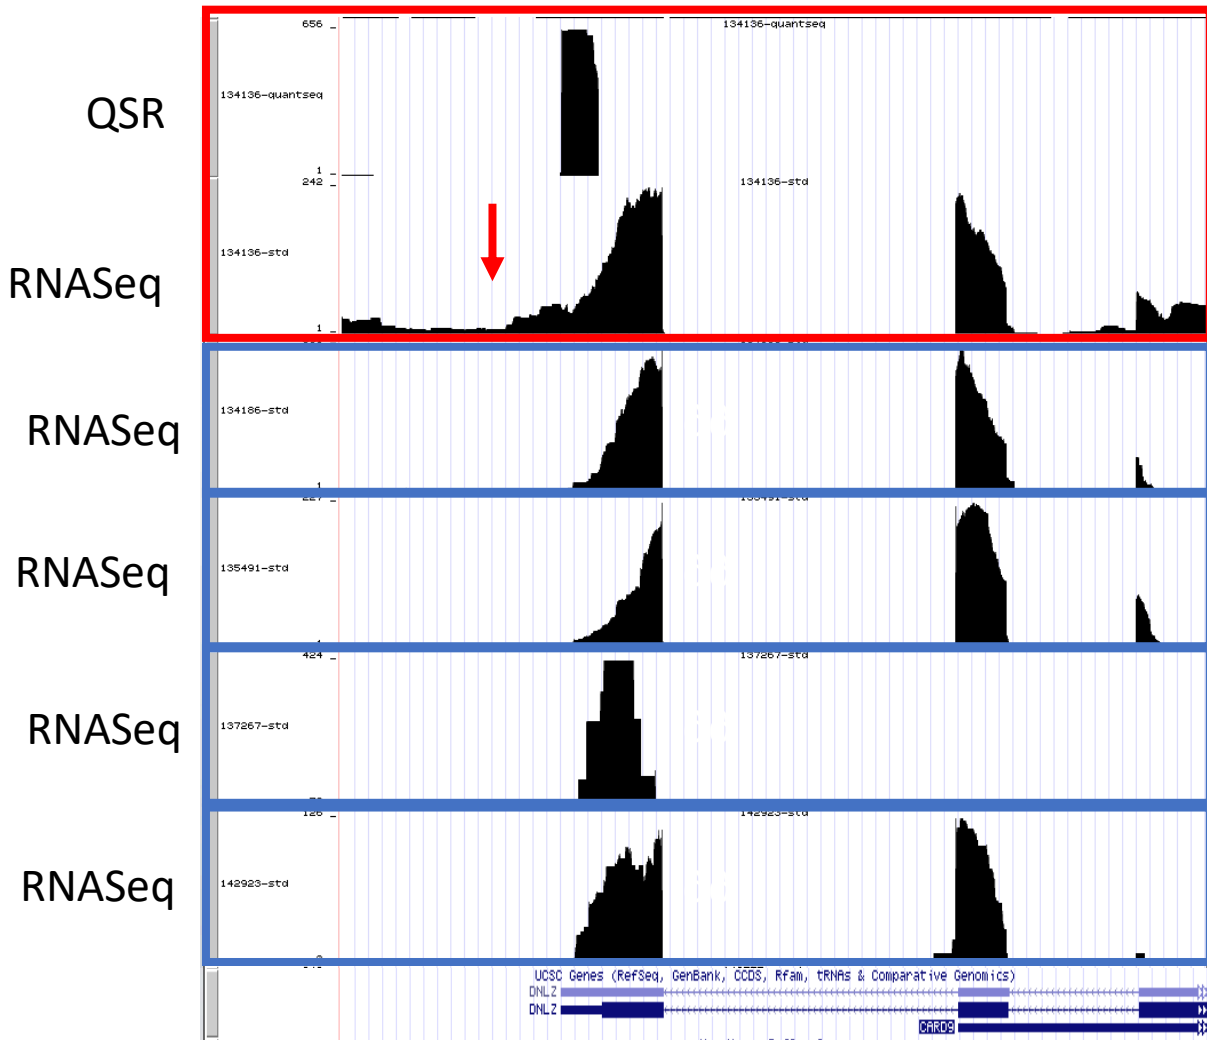 656
134136-quantseq
QSR
134136-quantseq
1
242
134136-std
RNASeq
134136-std
1
RNASeq
134186-std
1
227
RNASeq
135491-std
424
137267-std
RNASeq
137267-std
126
142923-std
RNASeq
142923-std
UCSC Genes (RefSeq, GenBank, CCDS, Rfam, tRNAs & Comparative Genomics)
DNLZ
DNLZ
CARD9